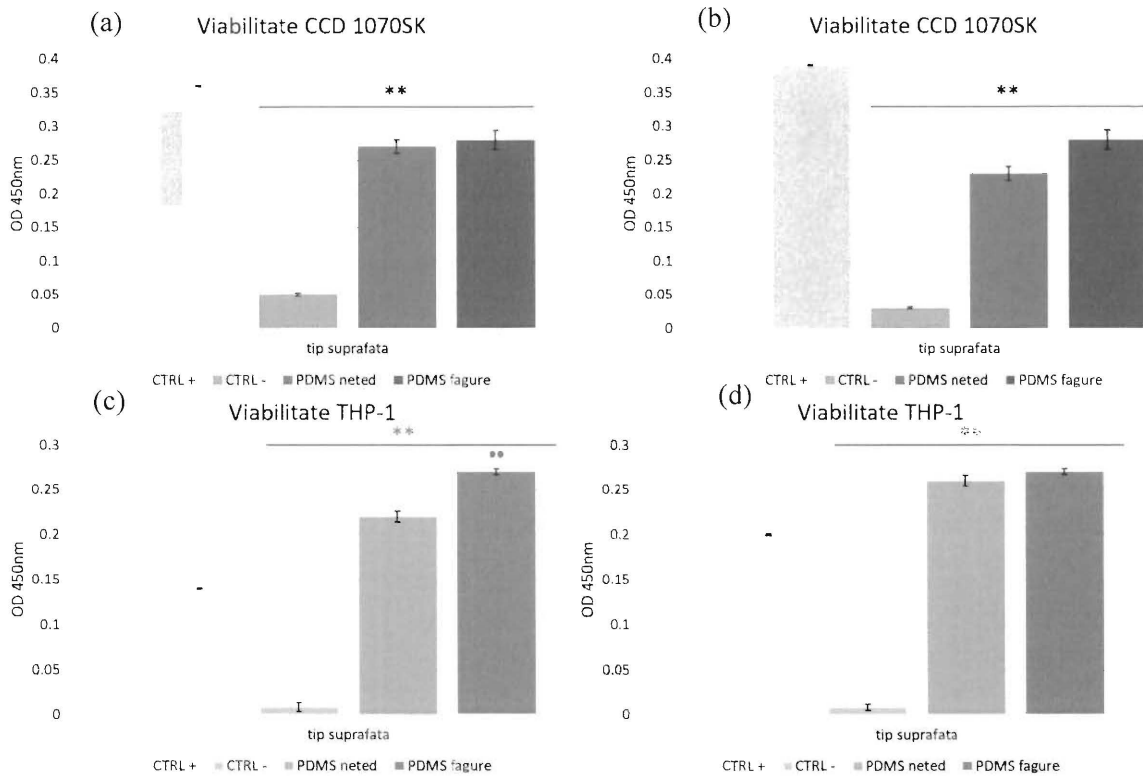 (a)
Viabilitate CCD 1070SK
0.4
0.35
0.3
0.25
0.2
0.15
0.1
0.05
0
OD 450nm
**
tip suprafata
CTRL + CTRL - PDMS neted PDMS fagure
(b)
Viabilitate CCD 1070SK
0.4
0.35
0.3
0.25
0.2
0.15
0.1
0.05
0
OD 450nm
**
tip suprafata
CTRL + CTRL - PDMS neted PDMS fagure
(c)
Viabilitate THP-1
0.3
0.25
0.2
0.15
0.1
0.05
0
OD 450nm
**
••
tip suprafata
CTRL + CTRL - PDMS neted PDMS fagure
(d)
Viabilitate THP-1
0.3
0.25
0.2
0.15
0.1
0.05
0
OD 450nm
tip suprafata
CTRL + CTRL - PDMS neted PDMS fagure